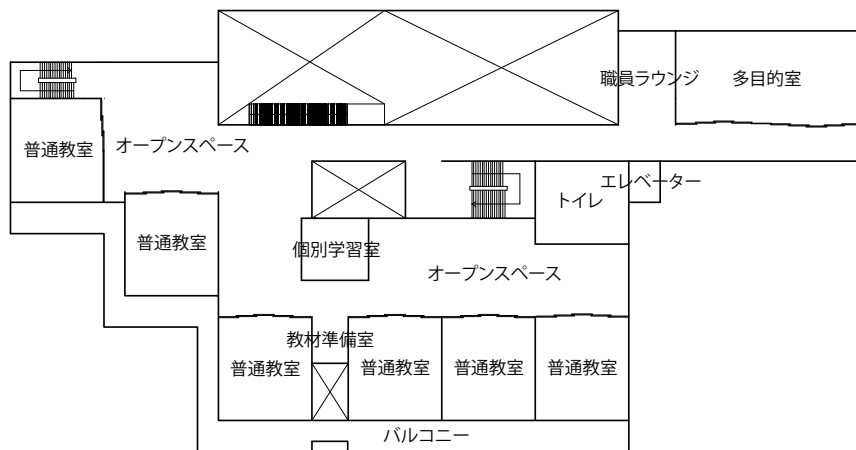 職員ラウンジ
多目的室
普通教室
オープンスペース
エレベーター
トイレ
普通教室
個別学習室
オープンスペース
教材準備室
普通教室
普通教室
普通教室
普通教室
バルコニー